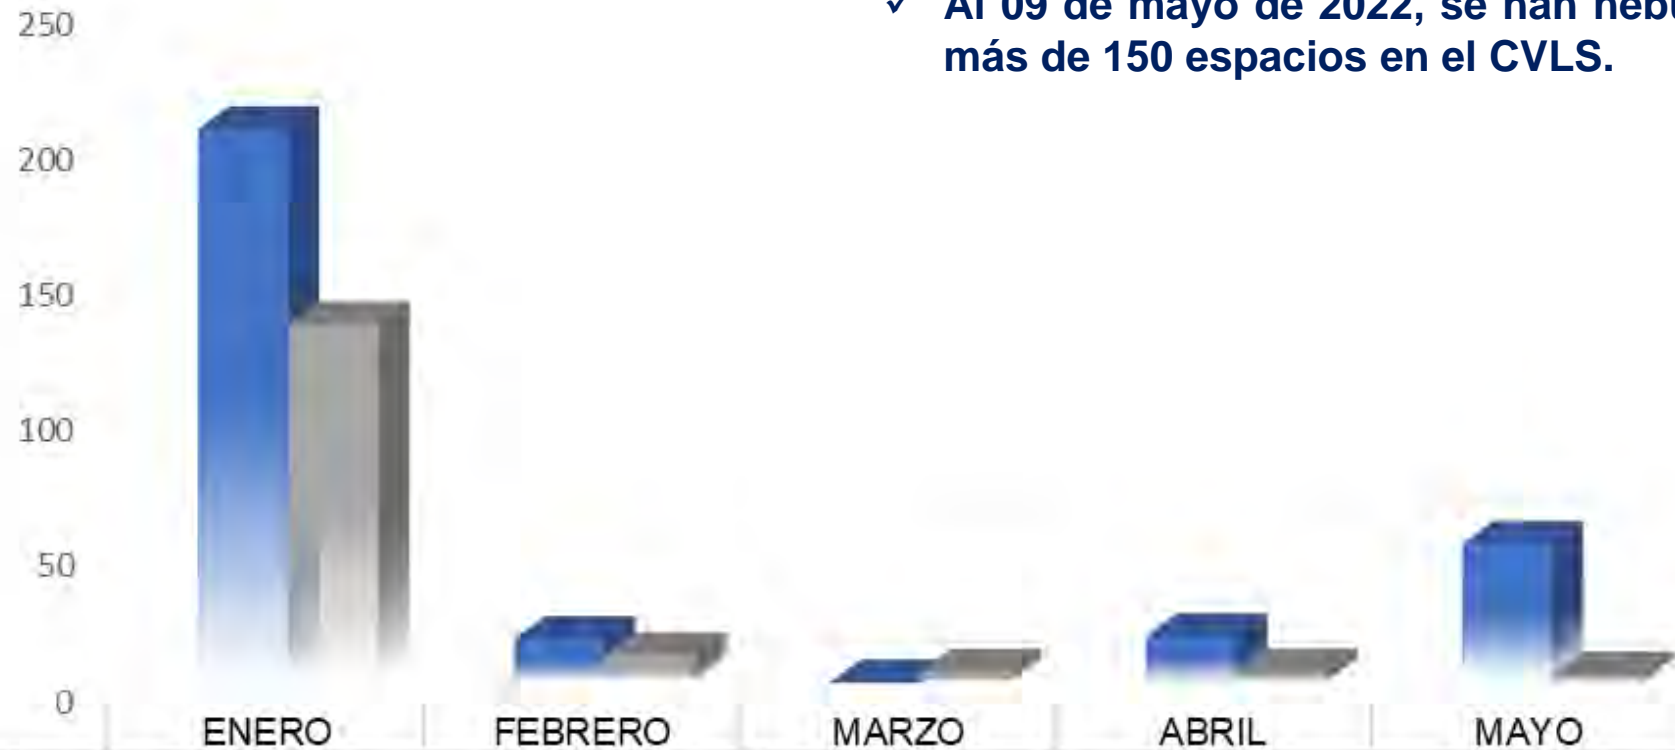 ✓ Al 09 de mayo de 2022, se han
más de 150 espacios en el CVLS.
250
200
150
100
50
0
ENERO
FEBRERO
MARZO
ABRIL
MAYO